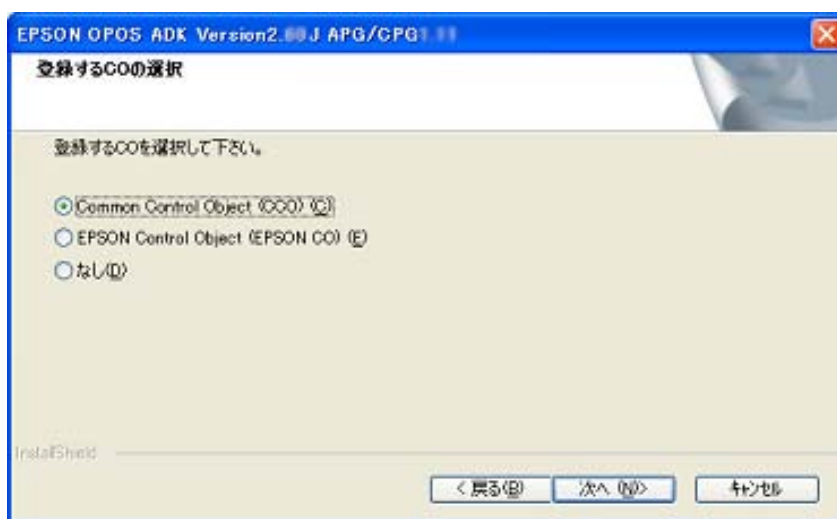 EPSON OPOS ADK Version2. J APG/CPG
登録するCOの選択
登録するCOを選択して下さい。
Common Control Object (CCO) (C)
EPSON Control Object (EPSON CO) (E)
なし(D)
InstallShield
< 戻る(B)
次へ (N)>
キャンセル